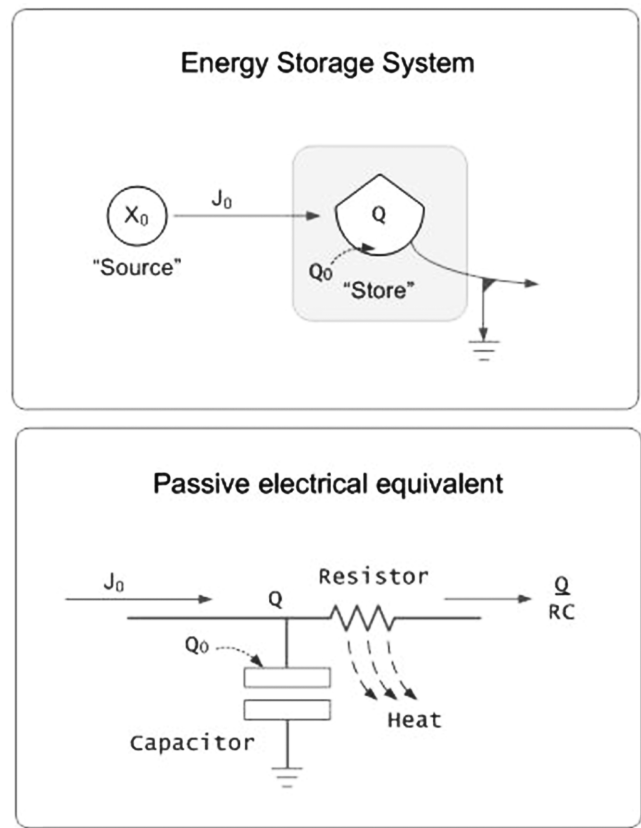 Energy Storage System
X₀
J₀
Q
"Source"
Q₀
"Store"
Passive electrical equivalent
J₀
Resistor
Q
Q
RC
Q₀
Heat
Capacitor